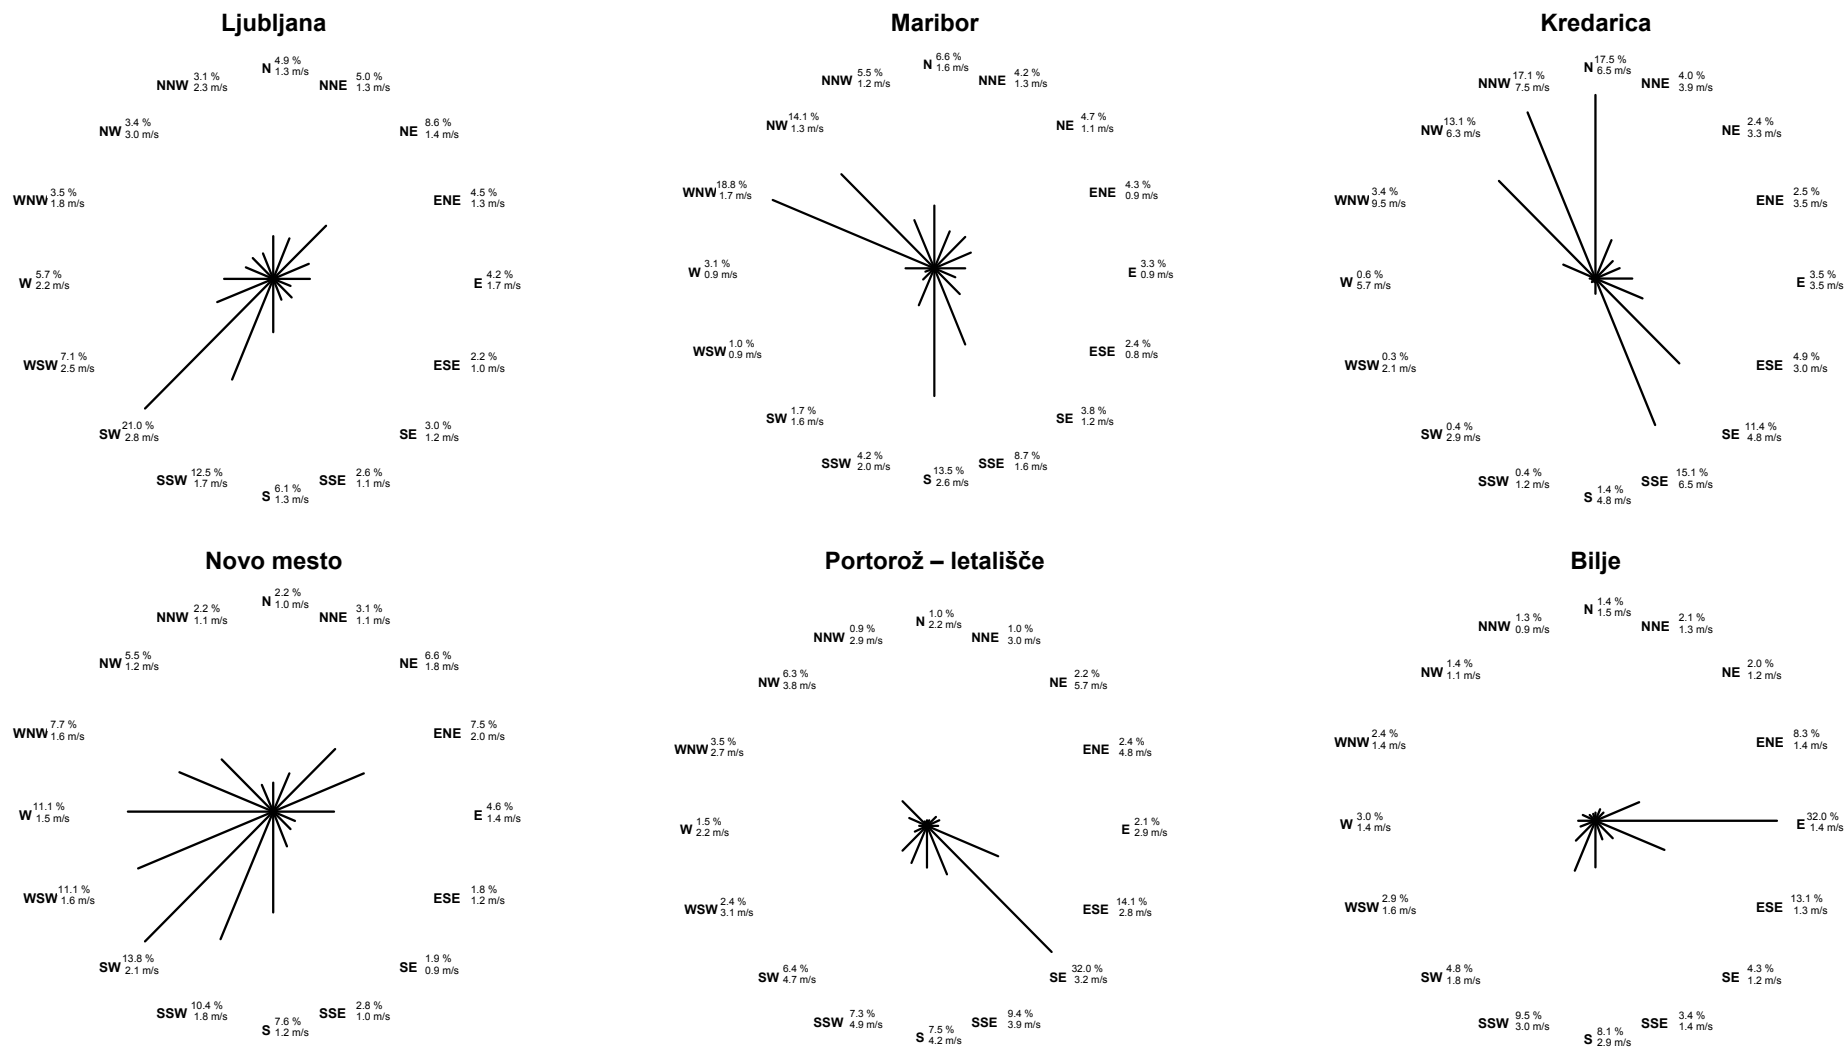 Ljubljana
N 4.9 %
1.3 m/s
NNE 5.0 %
1.3 m/s
NE 8.6 %
1.4 m/s
ENE 4.5 %
1.3 m/s
E 4.2 %
1.7 m/s
ESE 2.2 %
1.0 m/s
SE 3.0 %
1.2 m/s
SSE 2.6 %
1.1 m/s
S 6.1 %
1.3 m/s
SSW 12.5 %
1.7 m/s
SW 21.0 %
2.8 m/s
WSW 7.1 %
2.5 m/s
W 5.7 %
2.2 m/s
WNW 3.5 %
1.8 m/s
NW 3.4 %
3.0 m/s
NNW 3.1 %
2.3 m/s
Maribor
N 6.6 %
1.6 m/s
NNE 4.2 %
1.3 m/s
NE 4.7 %
1.1 m/s
ENE 4.3 %
0.9 m/s
E 3.3 %
0.9 m/s
ESE 2.4 %
0.8 m/s
SE 3.8 %
1.2 m/s
SSE 8.7 %
1.6 m/s
S 13.5 %
2.6 m/s
SSW 4.2 %
2.0 m/s
SW 1.7 %
1.6 m/s
WSW 1.0 %
0.9 m/s
W 3.1 %
0.9 m/s
WNW 18.8 %
1.7 m/s
NW 14.1 %
1.3 m/s
NNW 5.5 %
1.2 m/s
Kredarica
N 17.5 %
6.5 m/s
NNE 4.0 %
3.9 m/s
NE 2.4 %
3.3 m/s
ENE 2.5 %
3.5 m/s
E 3.5 %
3.5 m/s
ESE 4.9 %
3.0 m/s
SE 11.4 %
4.8 m/s
SSE 15.1 %
6.5 m/s
S 1.4 %
4.8 m/s
SSW 0.4 %
1.2 m/s
SW 0.4 %
2.9 m/s
WSW 0.3 %
2.1 m/s
W 0.6 %
5.7 m/s
WNW 3.4 %
9.5 m/s
NW 13.1 %
6.3 m/s
NNW 17.1 %
7.5 m/s
Novo mesto
N 2.2 %
1.0 m/s
NNE 3.1 %
1.1 m/s
NE 6.6 %
1.8 m/s
ENE 7.5 %
2.0 m/s
E 4.6 %
1.4 m/s
ESE 1.8 %
1.2 m/s
SE 1.9 %
0.9 m/s
SSE 2.8 %
1.0 m/s
S 7.6 %
1.2 m/s
SSW 10.4 %
1.8 m/s
SW 13.8 %
2.1 m/s
WSW 11.1 %
1.6 m/s
W 11.1 %
1.5 m/s
WNW 7.7 %
1.6 m/s
NW 5.5 %
1.2 m/s
NNW 2.2 %
1.1 m/s
Portorož – letališče
N 1.0 %
2.2 m/s
NNE 1.0 %
3.0 m/s
NE 2.2 %
5.7 m/s
ENE 2.4 %
4.8 m/s
E 2.1 %
2.9 m/s
ESE 14.1 %
2.8 m/s
SE 32.0 %
3.2 m/s
SSE 9.4 %
3.9 m/s
S 7.5 %
4.2 m/s
SSW 7.3 %
4.9 m/s
SW 6.4 %
4.7 m/s
WSW 2.4 %
3.1 m/s
W 1.5 %
2.2 m/s
WNW 3.5 %
2.7 m/s
NW 6.3 %
3.8 m/s
NNW 0.9 %
2.9 m/s
Bilje
N 1.4 %
1.5 m/s
NNE 2.1 %
1.3 m/s
NE 2.0 %
1.2 m/s
ENE 8.3 %
1.4 m/s
E 32.0 %
1.4 m/s
ESE 13.1 %
1.3 m/s
SE 4.3 %
1.2 m/s
SSE 3.4 %
1.4 m/s
S 8.1 %
2.9 m/s
SSW 9.5 %
3.0 m/s
SW 4.8 %
1.8 m/s
WSW 2.9 %
1.6 m/s
W 3.0 %
1.4 m/s
WNW 2.4 %
1.4 m/s
NW 1.4 %
1.1 m/s
NNW 1.3 %
0.9 m/s